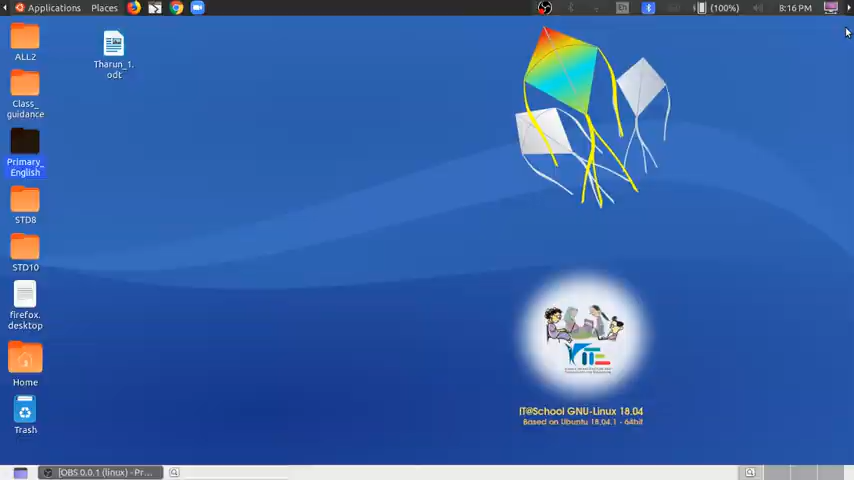 Applications Places En (100%) 8:16 PM
ALL2
Tharun_1.
odt
Class_
guidance
Primary_
English
STD8
STD10
firefox.
desktop
Home
Trash
IT@School GNU-Linux 18.04
Based on Ubuntu 18.04.1 - 64bit
[OBS 0.0.1 (linux) - Pr...